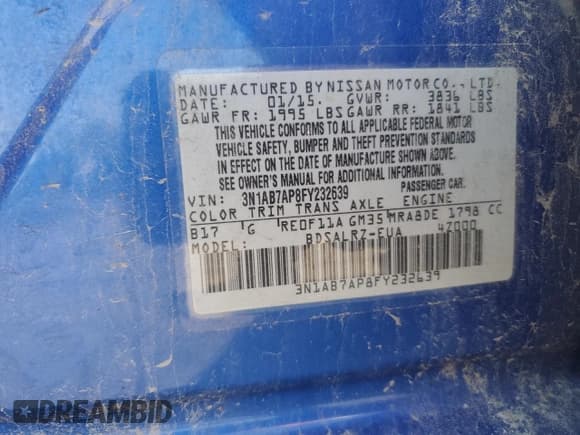 MANUFACTURED BY NISSAN MOTOR CO., LTD.
DATE: 01/15. GVWR: 3836 LBS
GAWR FR: 1995 LBS GAWR RR: 1841 LBS
THIS VEHICLE CONFORMS TO ALL APPLICABLE FEDERAL MOTOR
VEHICLE SAFETY, BUMPER AND THEFT PREVENTION STANDARDS
IN EFFECT ON THE DATE OF MANUFACTURE SHOWN ABOVE.
SEE OWNER'S MANUAL FOR ADDITIONAL INFORMATION.
VIN: 3N1AB7AP8FY232639 PASSENGER CAR.
COLOR TRIM TRANS AXLE ENGINE
B17 G RE0F11A GM35 MRA8DE 1798 CC
BDSALRZ-EUA 4Z000
3N1AB7AP8FY232639
DREAMBID